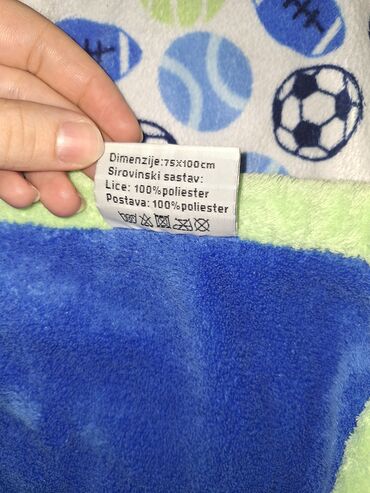 Dimenzije:75X100cm
Sirovinski sastav:
Lice: 100%poliester
Postava: 100%poliester